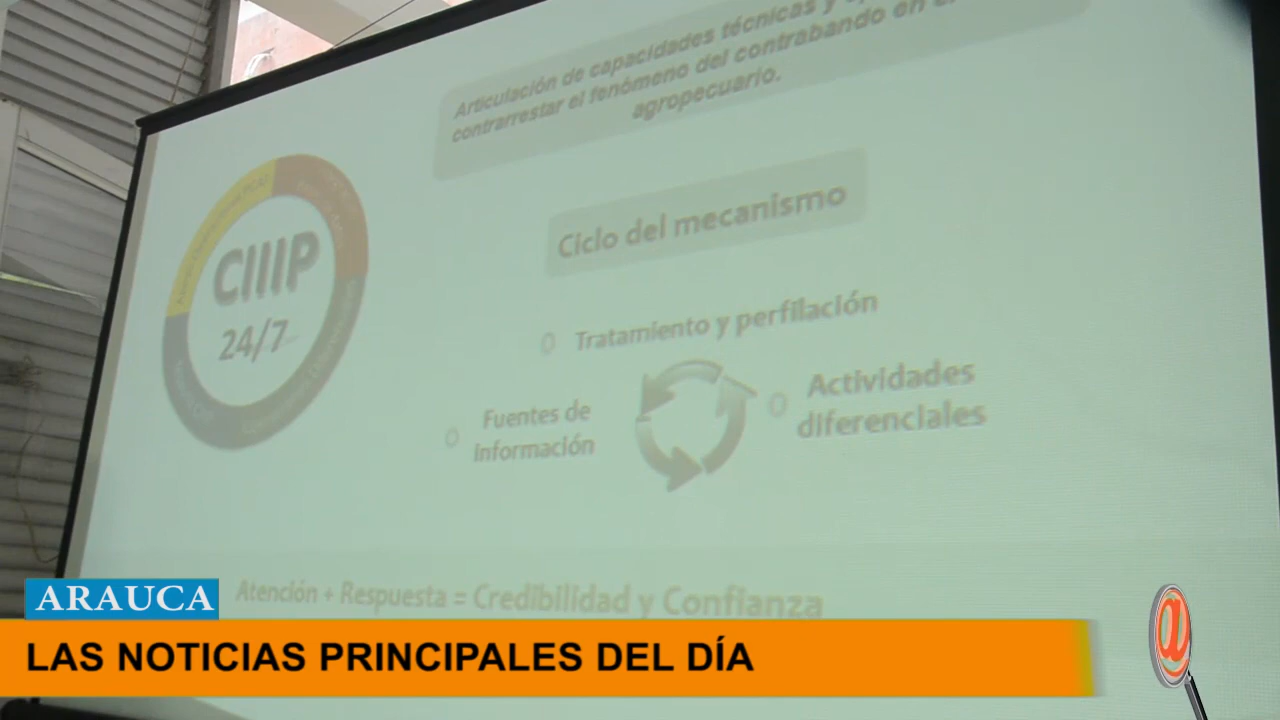 Articulación de capacidades técnicas y
contrarrestar el fenómeno del contrabando en
agropecuario.
Ciclo del mecanismo
CIIIP
24/7
Tratamiento y perfilación
Actividades
diferenciales
Fuentes de
información
Atención + Respuesta = Credibilidad y Confianza
ARAUCA
LAS NOTICIAS PRINCIPALES DEL DÍA
@